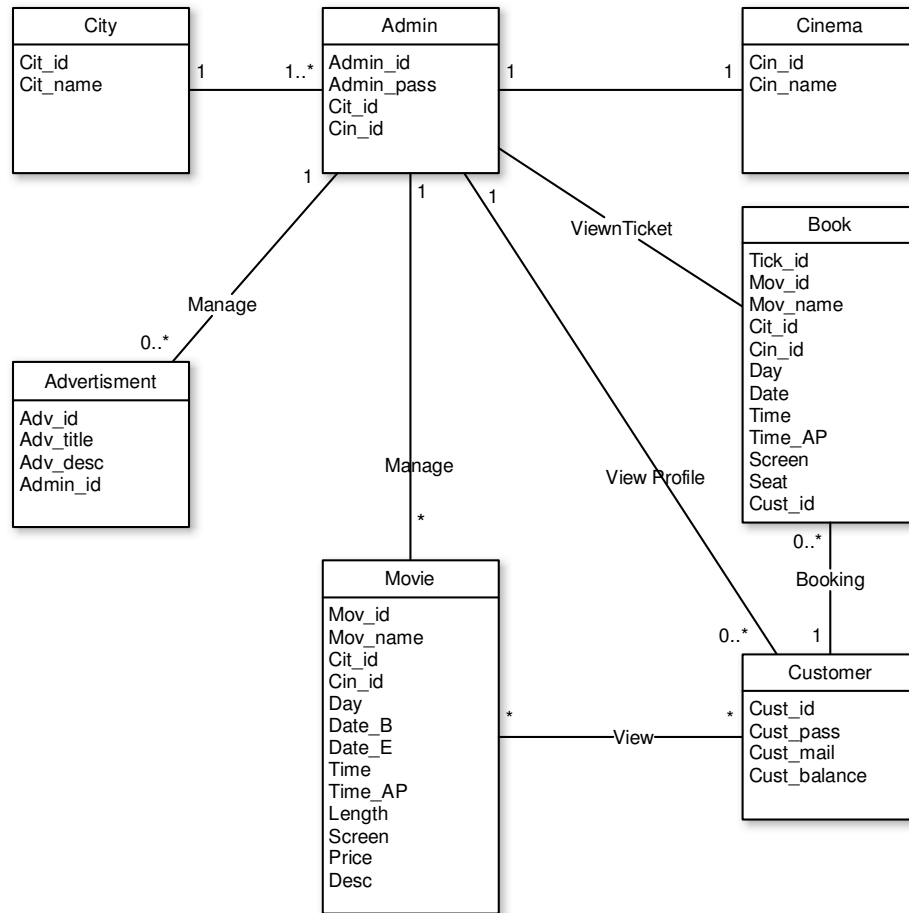 City
Cit_id
Cit_name
Admin
Admin_id
Admin_pass
Cit_id
Cin_id
Cinema
Cin_id
Cin_name
1
1..*
1
1
1
1
1
ViewnTicket
Book
Tick_id
Mov_id
Mov_name
Cit_id
Cin_id
Day
Date
Time
Time_AP
Screen
Seat
Cust_id
Manage
0..*
Advertisment
Adv_id
Adv_title
Adv_desc
Admin_id
Manage
*
View Profile
0..*
0..*
Booking
1
Movie
Mov_id
Mov_name
Cit_id
Cin_id
Day
Date_B
Date_E
Time
Time_AP
Length
Screen
Price
Desc
*
View
*
Customer
Cust_id
Cust_pass
Cust_mail
Cust_balance